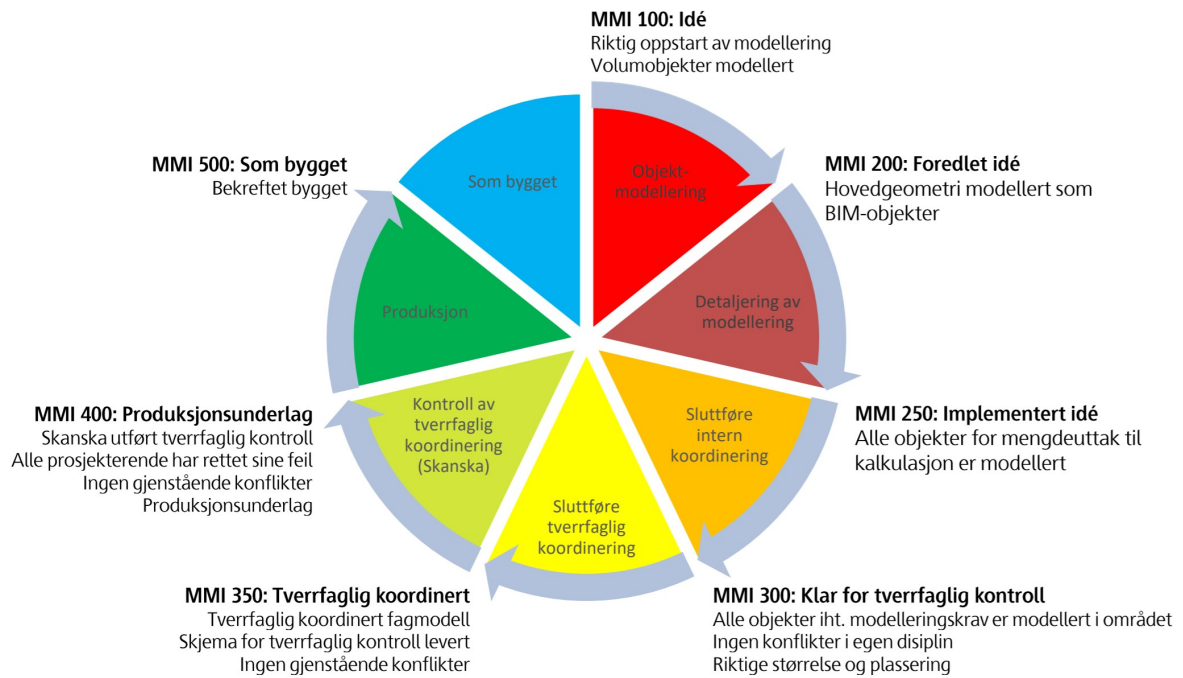 MMI 100: Idé
Riktig oppstart av modellering
Volumobjekter modellert
MMI 200: Foredlet idé
Hovedgeometri modellert som
BIM-objekter
MMI 250: Implementert idé
Alle objekter for mengdeuttak til
kalkulasjon er modellert
MMI 300: Klar for tverrfaglig kontroll
Alle objekter iht. modelleringskrav er modellert i området
Ingen konflikter i egen disiplin
Riktige størrelse og plassering
MMI 350: Tverrfaglig koordinert
Tverrfaglig koordinert fagmodell
Skjema for tverrfaglig kontroll levert
Ingen gjenstående konflikter
MMI 400: Produksjonsunderlag
Skanska utført tverrfaglig kontroll
Alle prosjekterende har rettet sine feil
Ingen gjenstående konflikter
Produksjonsunderlag
MMI 500: Som bygget
Bekreftet bygget
Objekt-
modellering
Detaljering av
modellering
Sluttføre
intern
koordinering
Sluttføre
tverrfaglig
koordinering
Kontroll av
tverrfaglig
koordinering
(Skanska)
Produksjon
Som bygget